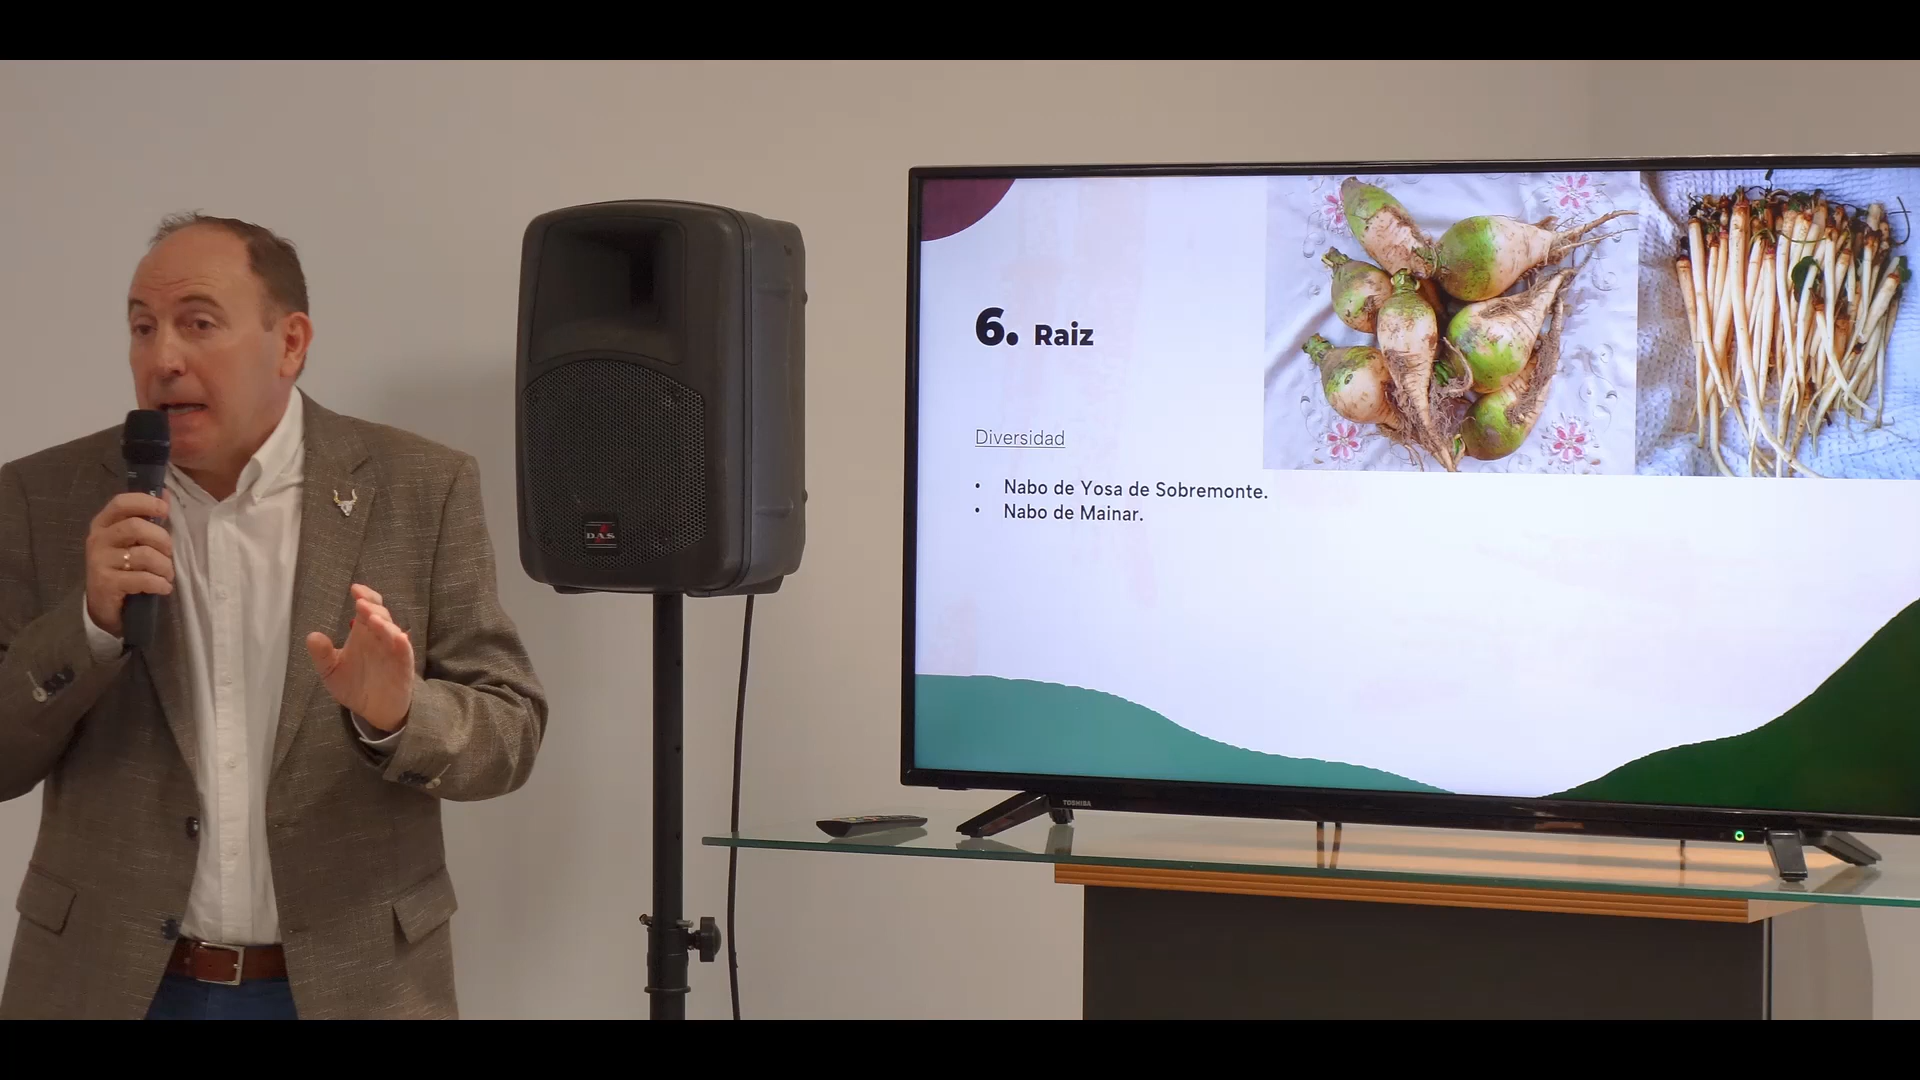 6. Raiz
Diversidad
• Nabo de Yosa de Sobremonte.
• Nabo de Mainar.
D.A.S
TOSHIBA